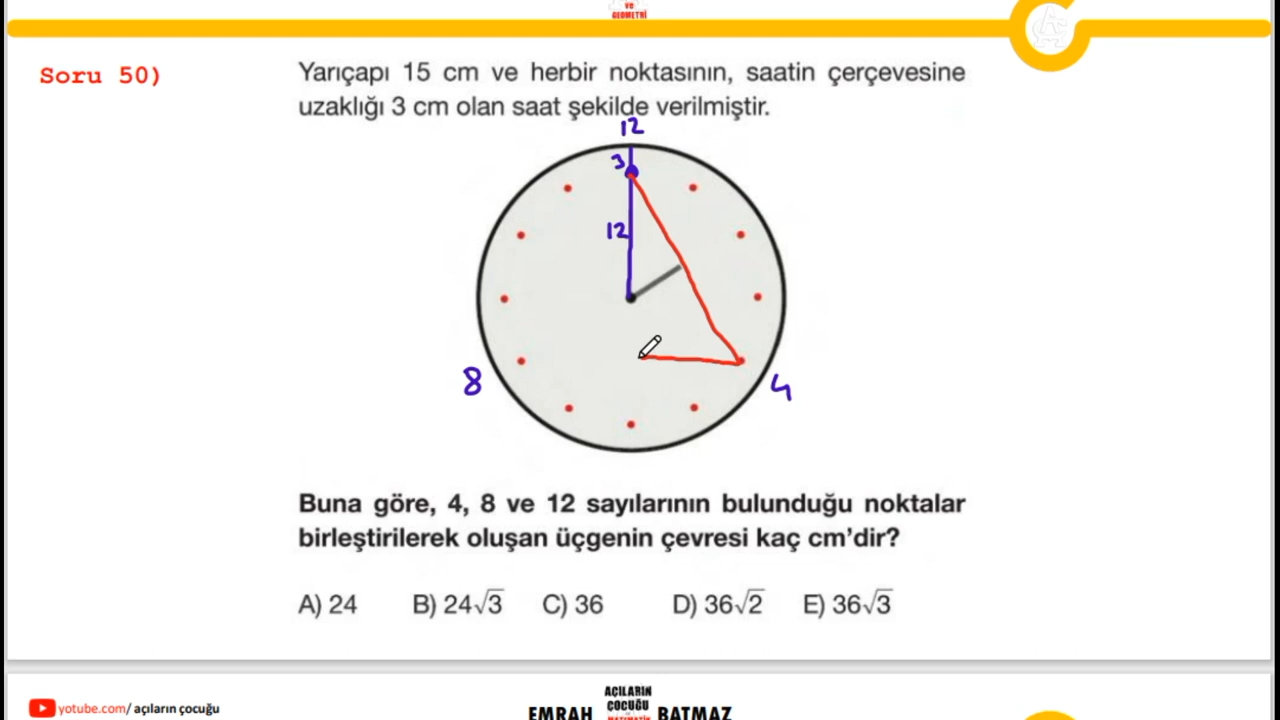 ve
GEOMETRİ
Soru 50)
Yarıçapı 15 cm ve herbir noktasının, saatin çerçevesine
uzaklığı 3 cm olan saat şekilde verilmiştir.
12
3
12
8
4
Buna göre, 4, 8 ve 12 sayılarının bulunduğu noktalar
birleştirilerek oluşan üçgenin çevresi kaç cm'dir?
A) 24 B) 24√3 C) 36 D) 36√2 E) 36√3
yotube.com/ açıların çocuğu
EMRAH AÇILARIN ÇOCUĞU BATMAZ